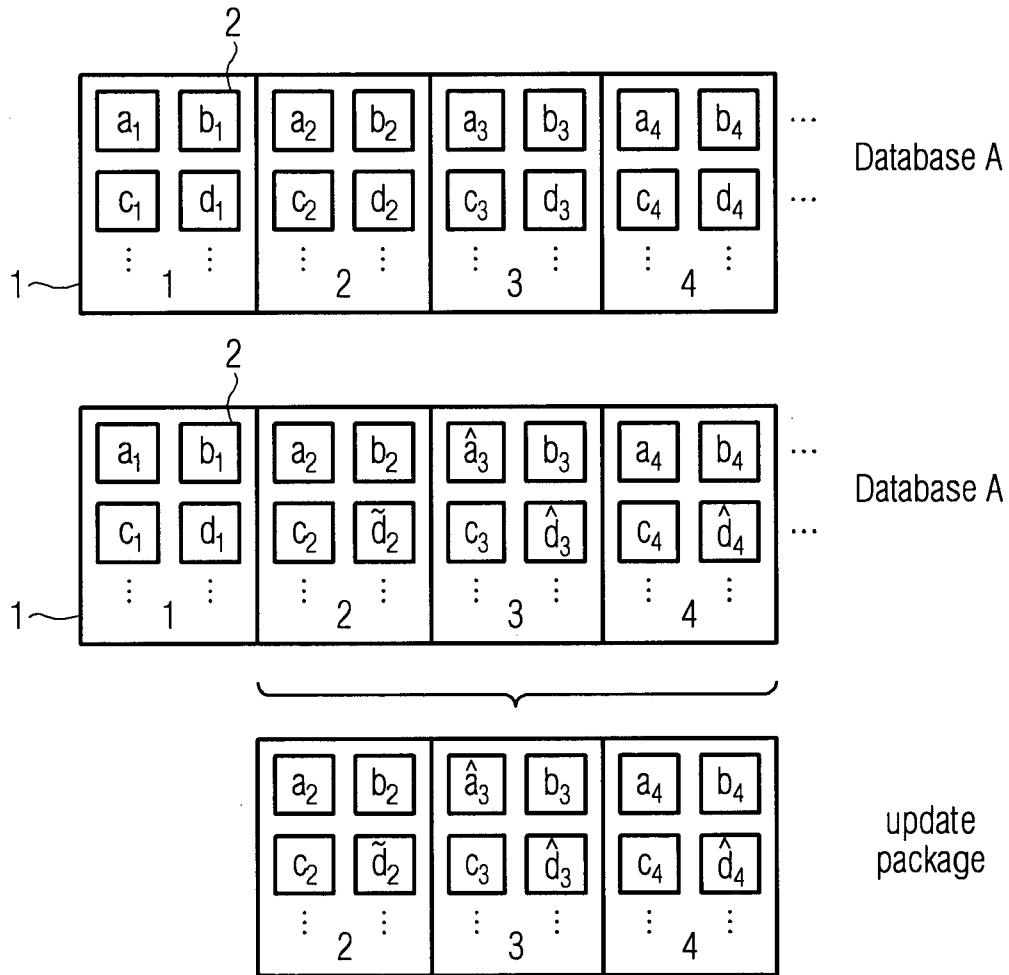 2
a₁ b₁ a₂ b₂ a₃ b₃ a₄ b₄ ...
Database A
c₁ d₁ c₂ d₂ c₃ d₃ c₄ d₄ ...
1 1 2 3 4
2
a₁ b₁ a₂ b₂ â₃ b₃ a₄ b₄ ...
Database A
c₁ d₁ c₂ d̃₂ c₃ d̂₃ c₄ d̂₄ ...
1 1 2 3 4
a₂ b₂ â₃ b₃ a₄ b₄
update
package
c₂ d̃₂ c₃ d̂₃ c₄ d̂₄
2 3 4